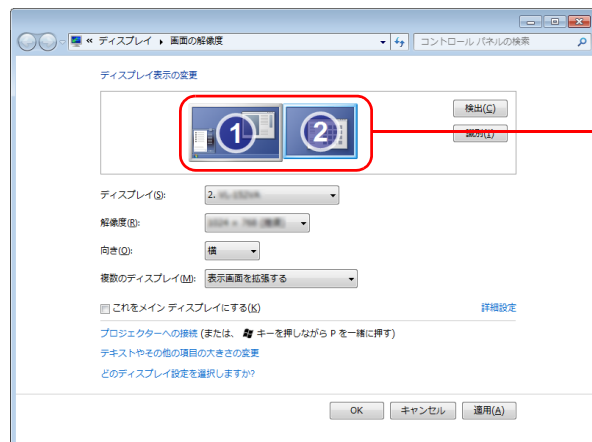 « ディスプレイ ▸ 画面の解像度
コントロール パネルの検索
ディスプレイ表示の変更
1 2
検出(C)
識別(I)
ディスプレイ(S): 2.
解像度(R):
向き(O): 横
複数のディスプレイ(M): 表示画面を拡張する
これをメイン ディスプレイにする(K) 詳細設定
プロジェクターへの接続 (または、 キーを押しながら P を一緒に押す)
テキストやその他の項目の大きさの変更
どのディスプレイ設定を選択しますか?
OK キャンセル 適用(A)